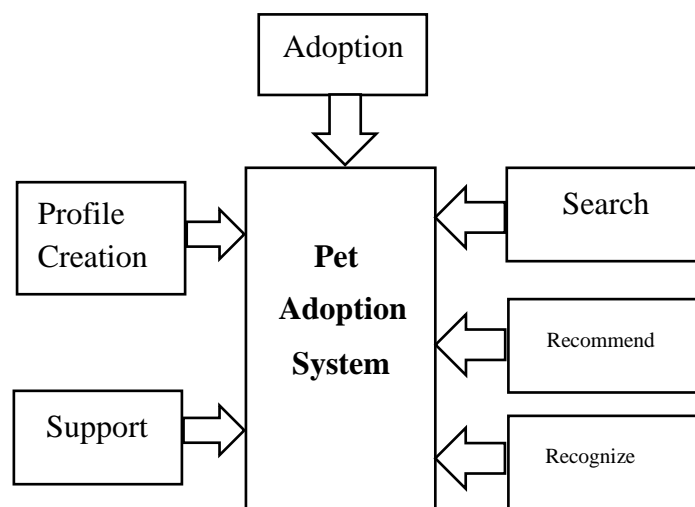 Adoption
Profile
Creation
Support
Pet
Adoption
System
Search
Recommend
Recognize